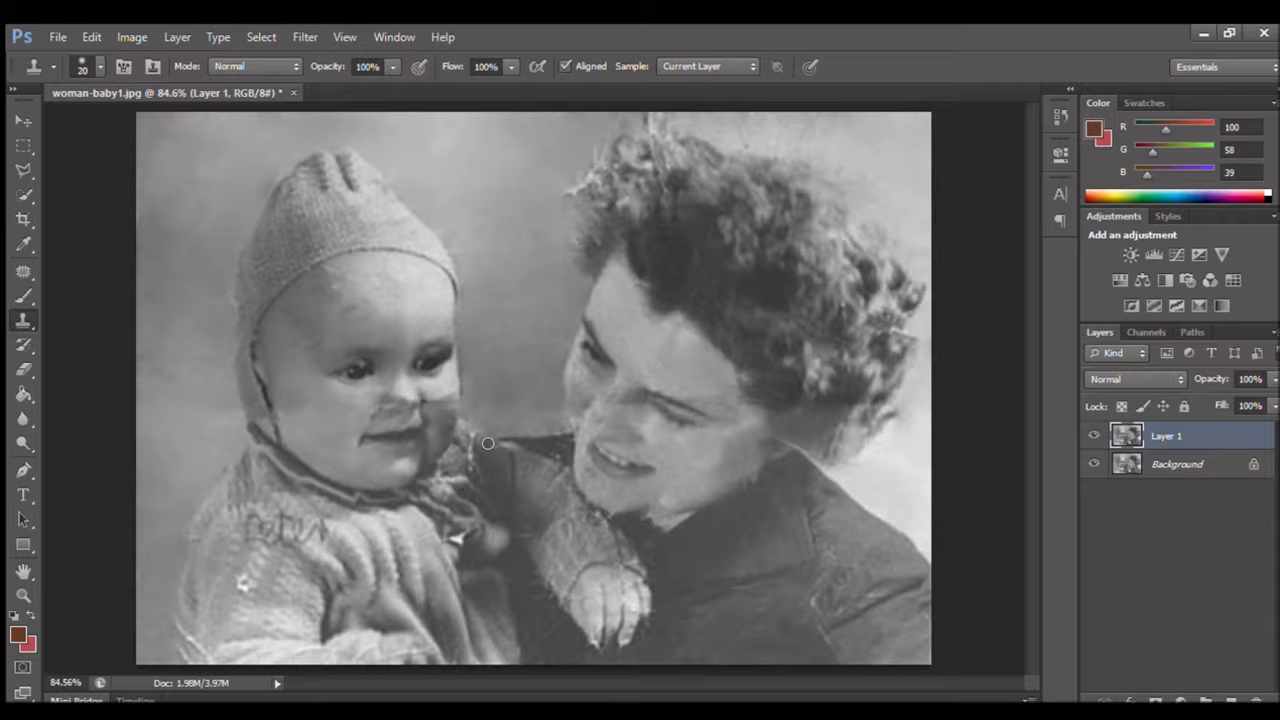 Ps File Edit Image Layer Type Select Filter View Window Help
20 Mode: Normal Opacity: 100% Flow: 100% Aligned Sample: Current Layer Essentials
woman-baby1.jpg @ 84.6% (Layer 1, RGB/8#) * ×
Color Swatches
R 100
G 58
B 39
Adjustments Styles
Add an adjustment
Layers Channels Paths
Kind
Normal Opacity: 100%
Lock: Fill: 100%
Layer 1
Background
Peter
84.56% Doc: 1.98M/3.97M
Mini Bridge Timeline